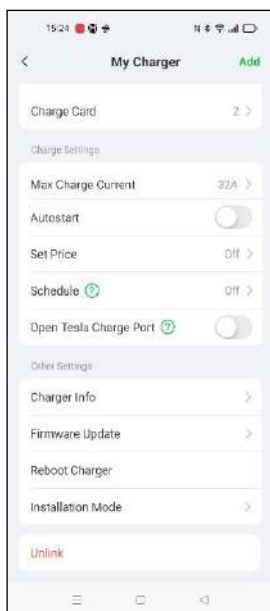 15:24
My Charger
Add
Charge Card 2
Charge Settings
Max Charge Current 32A
Autostart
Set Price Off
Schedule ? Off
Open Tesla Charge Port ?
Other Settings
Charger Info
Firmware Update
Reboot Charger
Installation Mode
Unlink